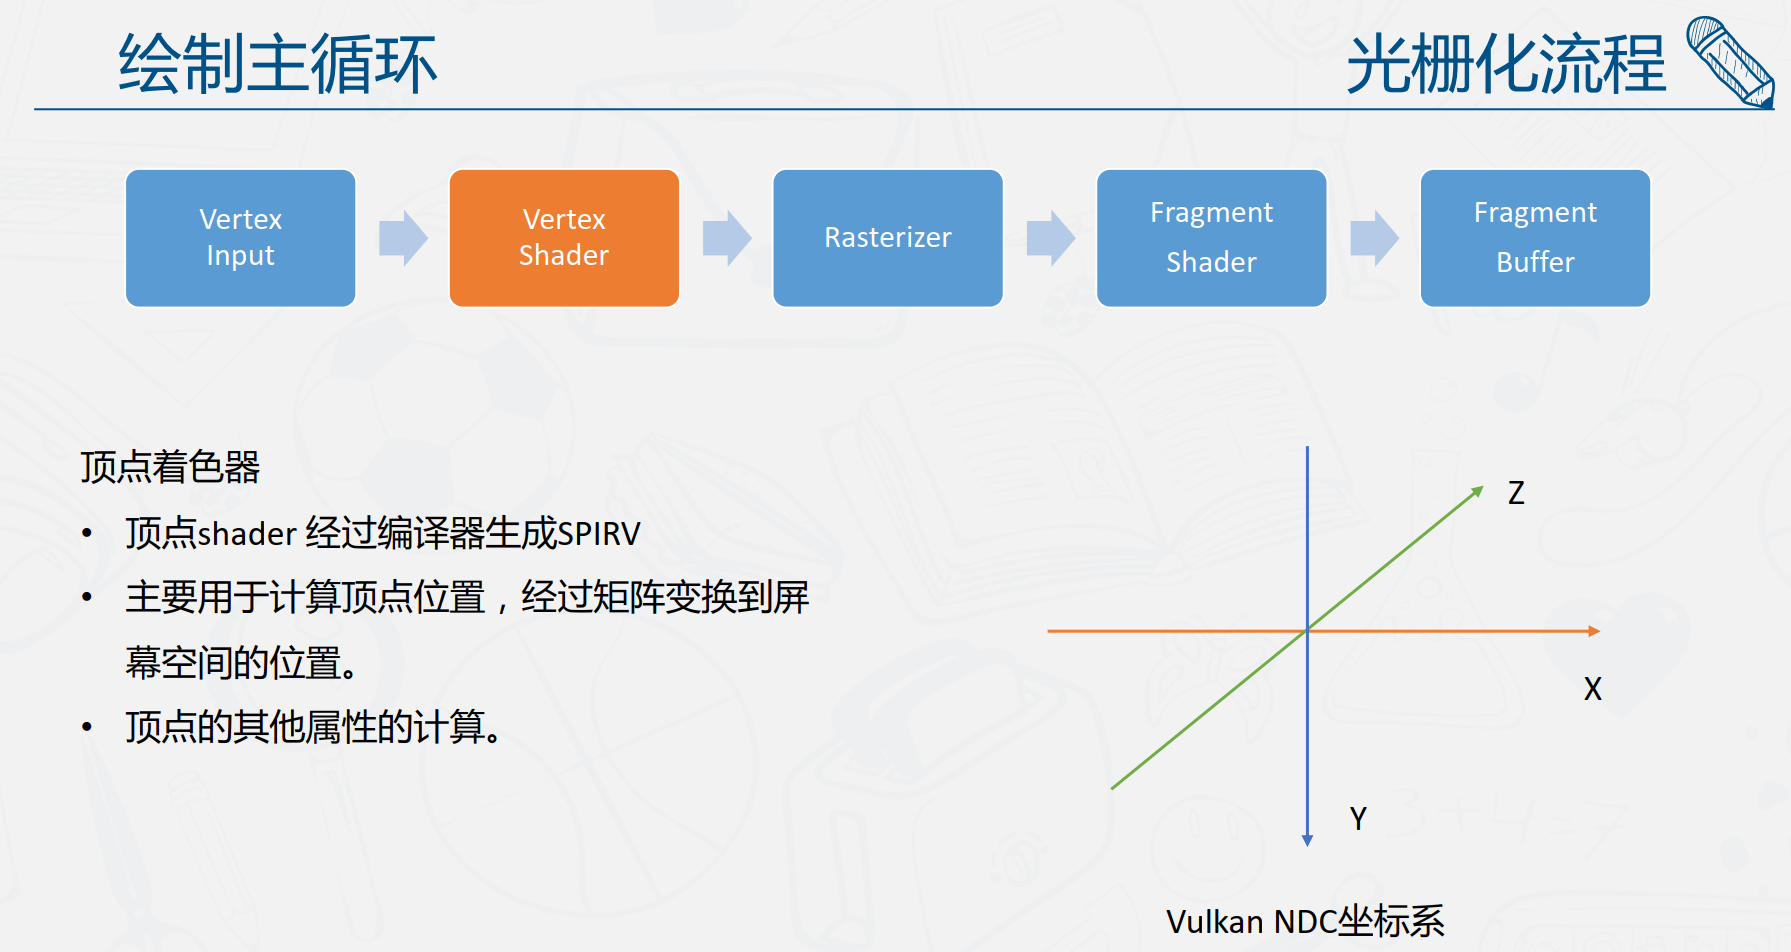 绘制主循环
光栅化流程
Vertex
Input
Vertex
Shader
Rasterizer
Fragment
Shader
Fragment
Buffer
顶点着色器
• 顶点shader 经过编译器生成SPIRV
• 主要用于计算顶点位置，经过矩阵变换到屏
幕空间的位置。
• 顶点的其他属性的计算。
Z
X
Y
3+4=7
Vulkan NDC坐标系